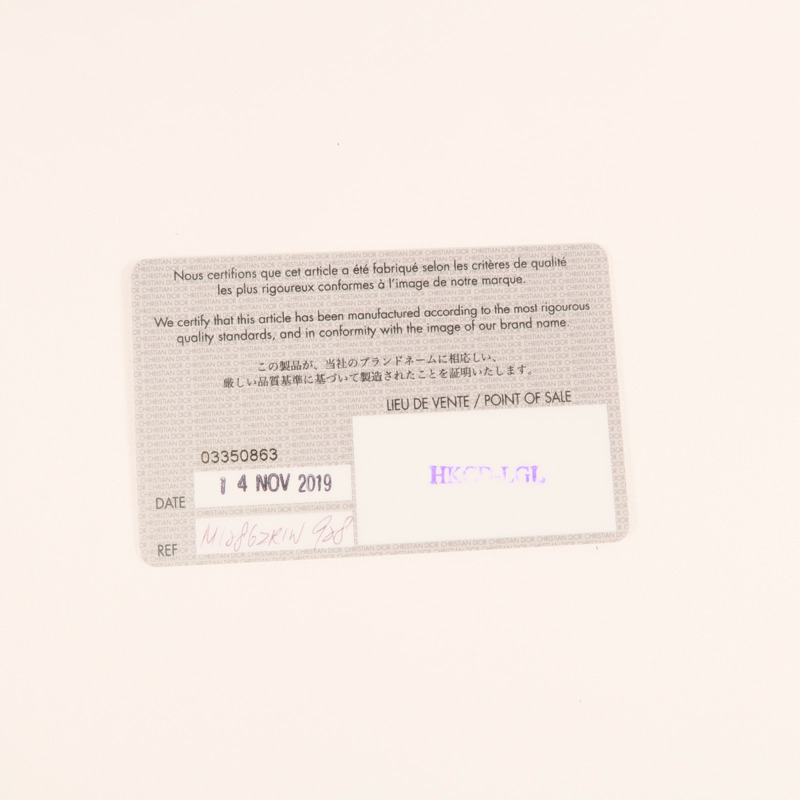 Nous certifions que cet article a été fabriqué selon les critères de qualité
les plus rigoureux conformes à l'image de notre marque.
We certify that this article has been manufactured according to the most rigourous
quality standards, and in conformity with the image of our brand name.
この製品が、当社のブランドネームに相応しい、
厳しい品質基準に基づいて製造されたことを証明いたします。
LIEU DE VENTE / POINT OF SALE
03350863
HKCD-LGL
DATE 14 NOV 2019
REF 928